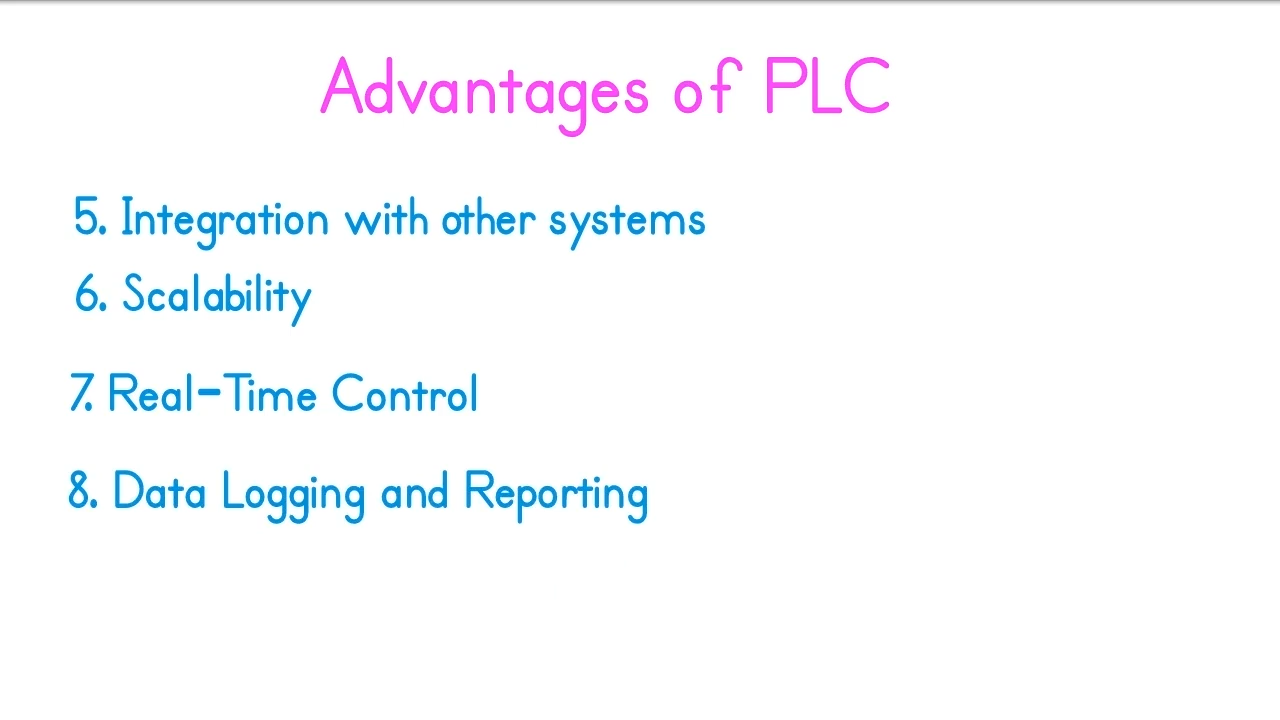 Advantages of PLC
5. Integration with other systems
6. Scalability
7. Real-Time Control
8. Data Logging and Reporting